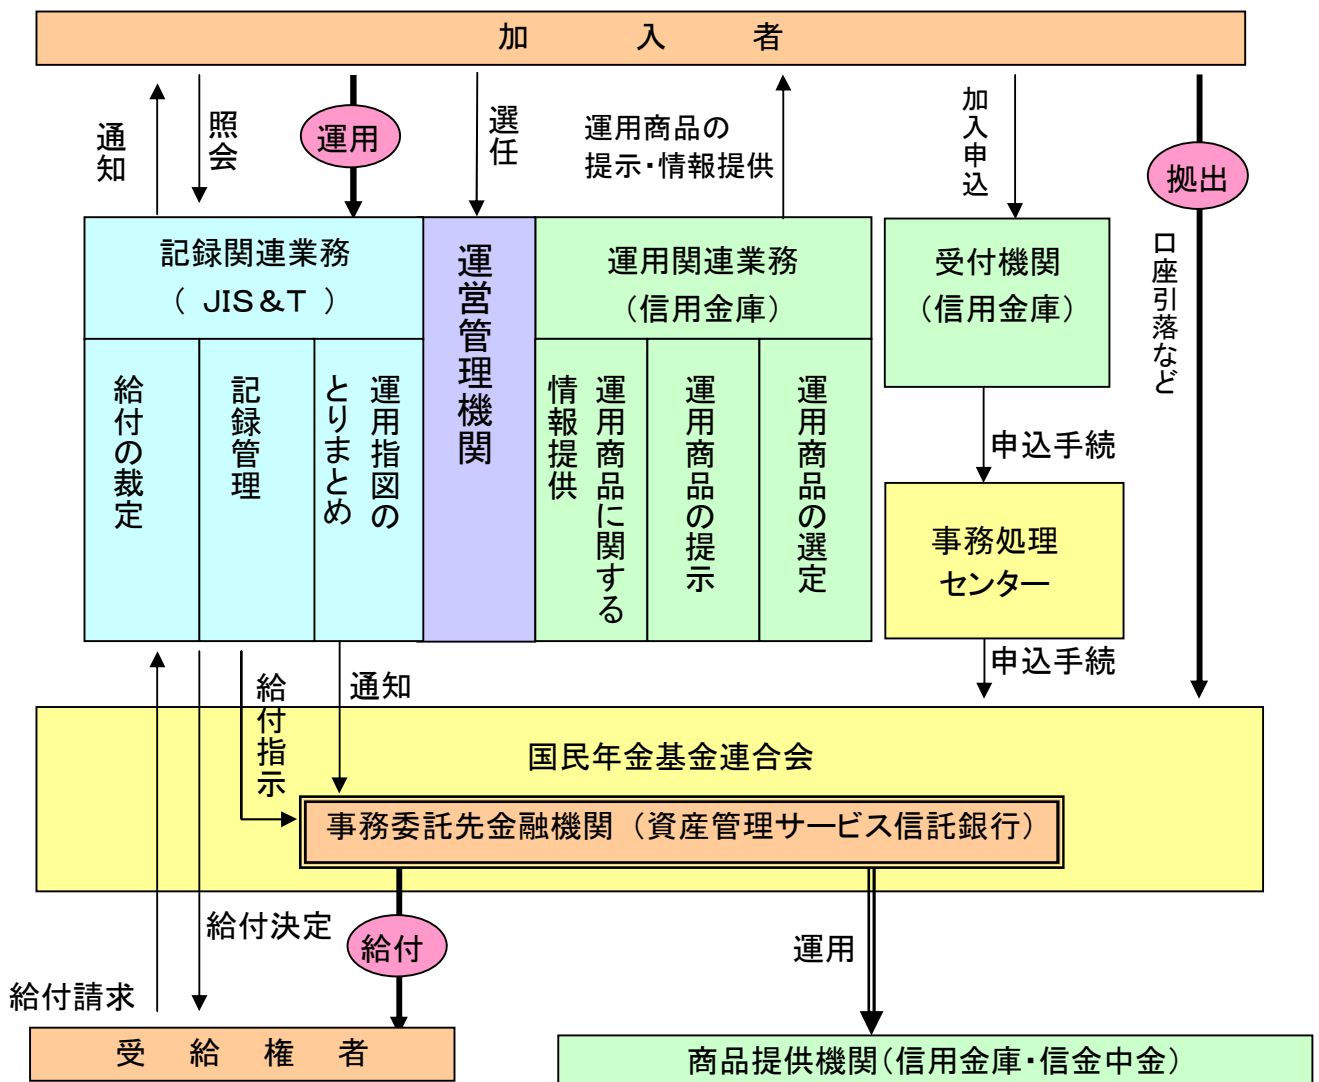 加入者
通知
照会
運用
選任
運用商品の
提示・情報提供
加入申込
拠出
口座引落など
記録関連業務
（ JIS＆T ）
給付の裁定
記録管理
運用指図の
とりまとめ
運営管理機関
運用関連業務
（信用金庫）
運用商品に関する
情報提供
運用商品の提示
運用商品の選定
受付機関
（信用金庫）
申込手続
事務処理
センター
申込手続
給付指示
通知
国民年金基金連合会
事務委託先金融機関（資産管理サービス信託銀行）
給付決定
給付
運用
給付請求
受給権者
商品提供機関（信用金庫・信金中金）